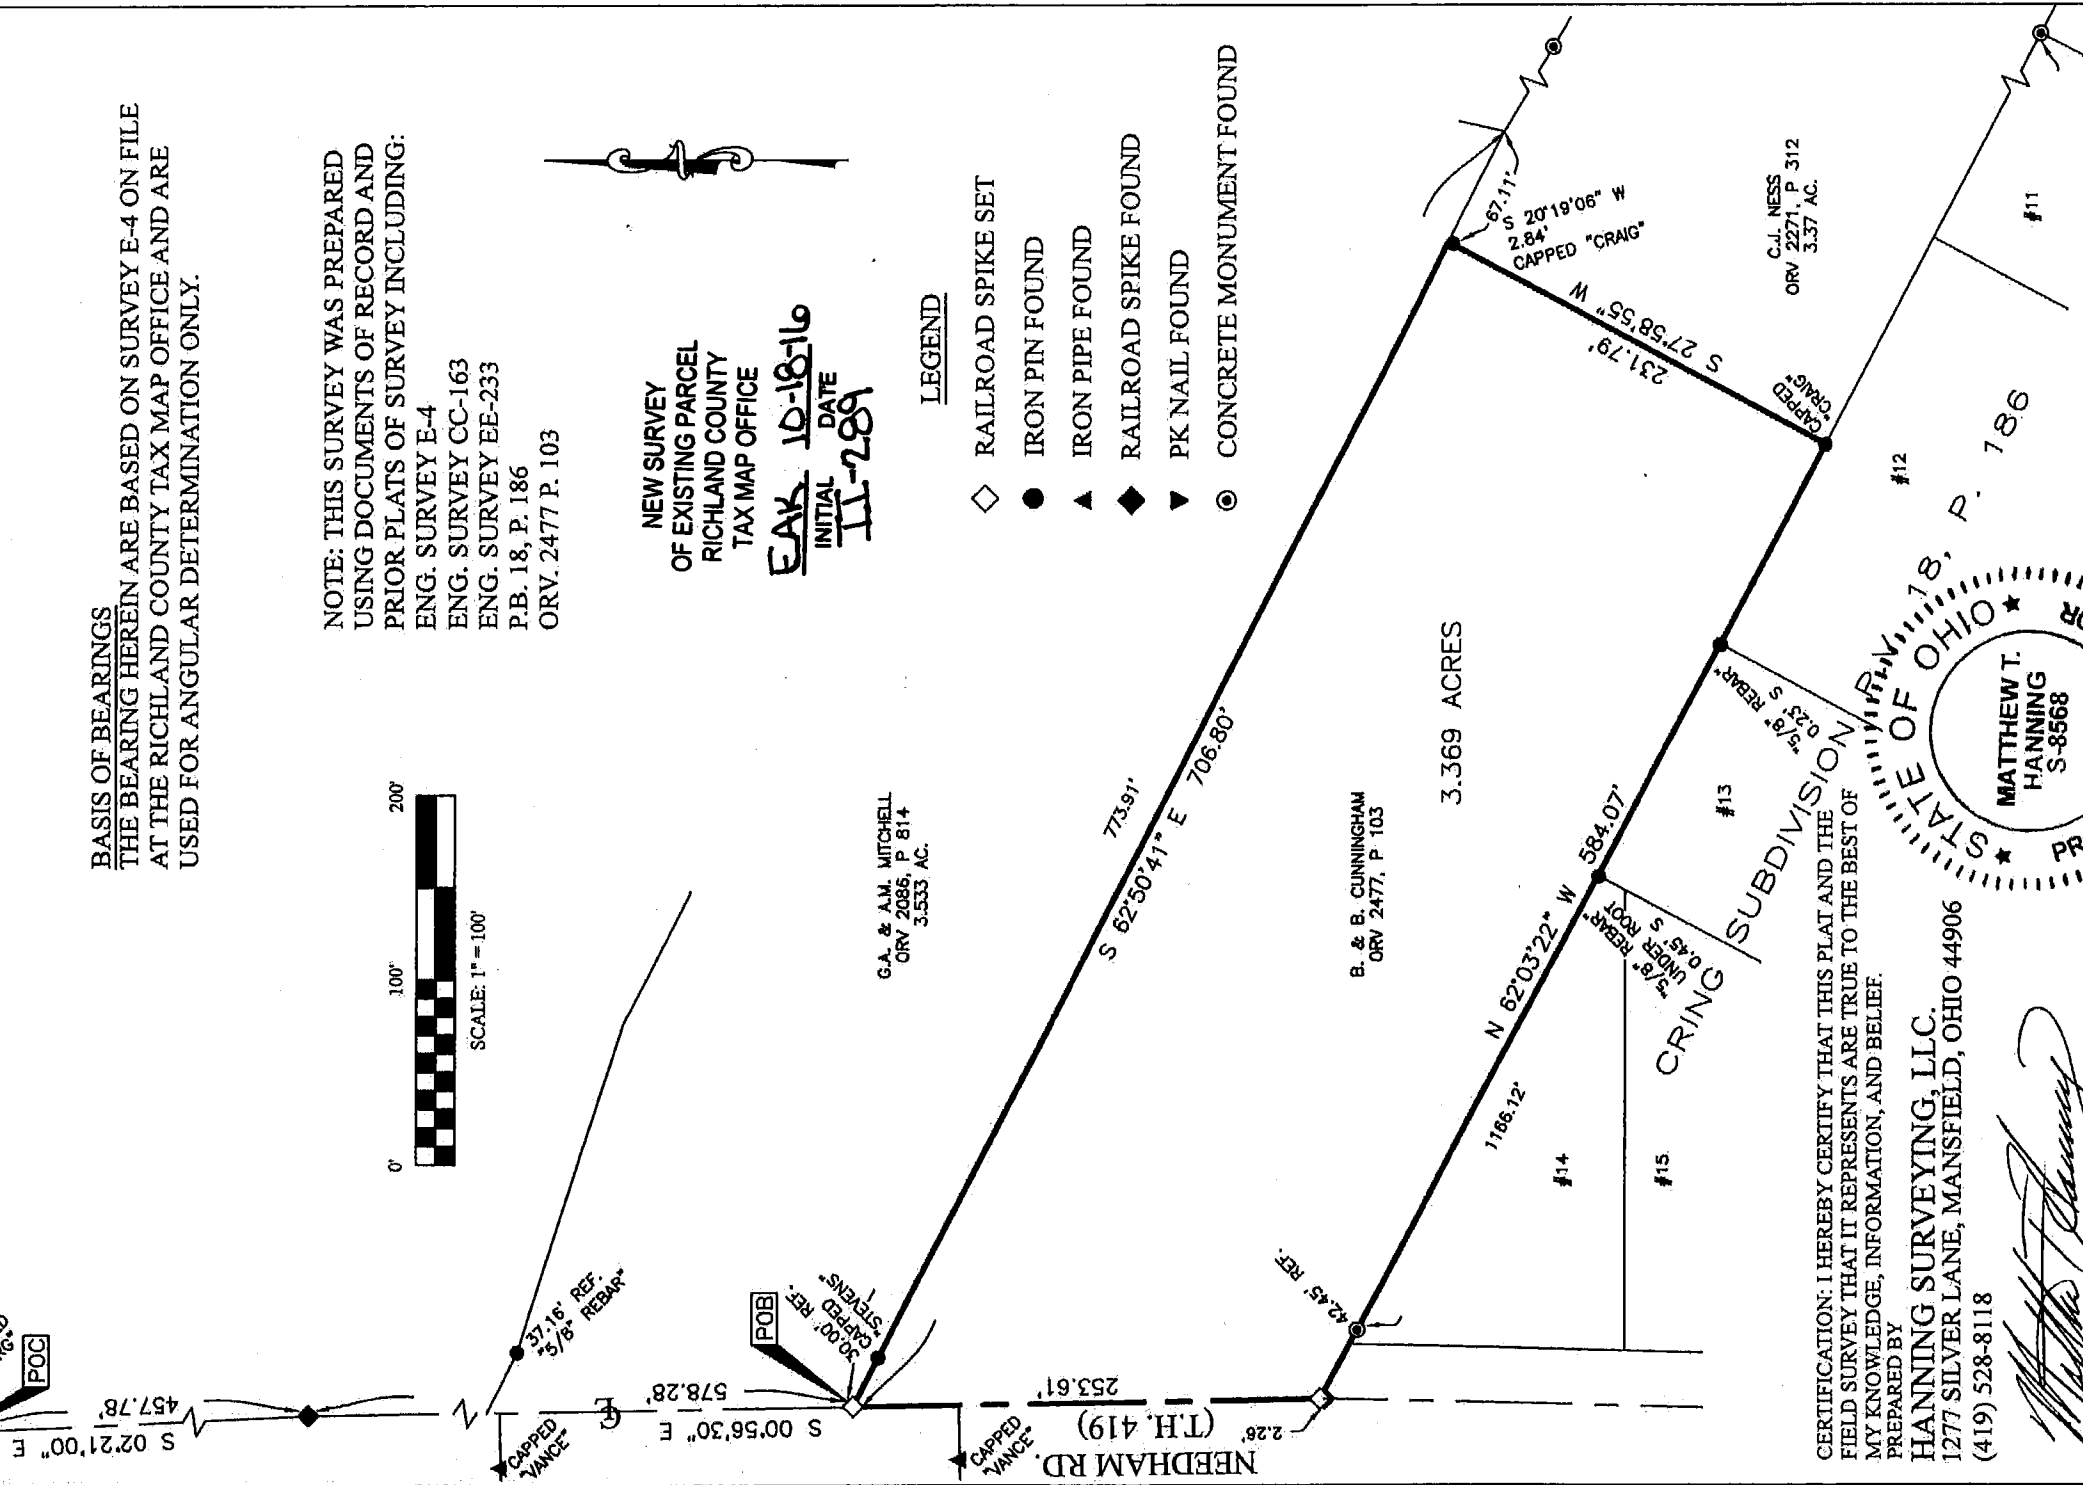 BASIS OF BEARINGS
THE BEARING HEREIN ARE BASED ON SURVEY E-4 ON FILE
AT THE RICHLAND COUNTY TAX MAP OFFICE AND ARE
USED FOR ANGULAR DETERMINATION ONLY.
NOTE: THIS SURVEY WAS PREPARED
USING DOCUMENTS OF RECORD AND
PRIOR PLATS OF SURVEY INCLUDING:
ENG. SURVEY E-4
ENG. SURVEY CC-163
ENG. SURVEY EE-233
P.B. 18, P. 186
ORV. 2477 P. 103
0' 100' 200'
SCALE: 1" = 100'
N
NEW SURVEY
OF EXISTING PARCEL
RICHLAND COUNTY
TAX MAP OFFICE
EAK 10-18-16
INITIAL DATE
II-289
LEGEND
RAILROAD SPIKE SET
IRON PIN FOUND
IRON PIPE FOUND
RAILROAD SPIKE FOUND
PK NAIL FOUND
CONCRETE MONUMENT FOUND
POC
S 02°21'00" E
457.78'
37.16' REF.
"5/8" REBAR"
CAPPED
"VANCE"
S 00°56'30" E
578.28'
POB
30.00' REF.
CAPPED
"STEVENS"
CAPPED
"VANCE"
253.61'
(T.H. 419)
NEEDHAM RD.
2.26'
42.45' REF.
G.A. & A.M. MITCHELL
ORV 2086, P 814
3.533 AC.
773.91'
S 62°50'41" E 706.80'
67.11'
S 20°19'06" W
2.84'
CAPPED "CRAIG"
S 27°58'55" W
231.79'
CAPPED
"CRAIG"
C.J. NESS
ORV 2271, P 312
3.37 AC.
B. & B. CUNNINGHAM
ORV 2477, P 103
3.369 ACRES
N 62°03'22" W 584.07'
1166.12'
"5/8" REBAR"
UNDER ROOT
0.45' S
"5/8" REBAR"
0.23' S
#11
#12
#13
#14
#15
CRING SUBDIVISION P.V. 18, P. 186
CERTIFICATION: I HEREBY CERTIFY THAT THIS PLAT AND THE
FIELD SURVEY THAT IT REPRESENTS ARE TRUE TO THE BEST OF
MY KNOWLEDGE, INFORMATION, AND BELIEF.
PREPARED BY
HANNING SURVEYING, LLC.
1277 SILVER LANE, MANSFIELD, OHIO 44906
(419) 528-8118
STATE OF OHIO
MATTHEW T.
HANNING
S-8568